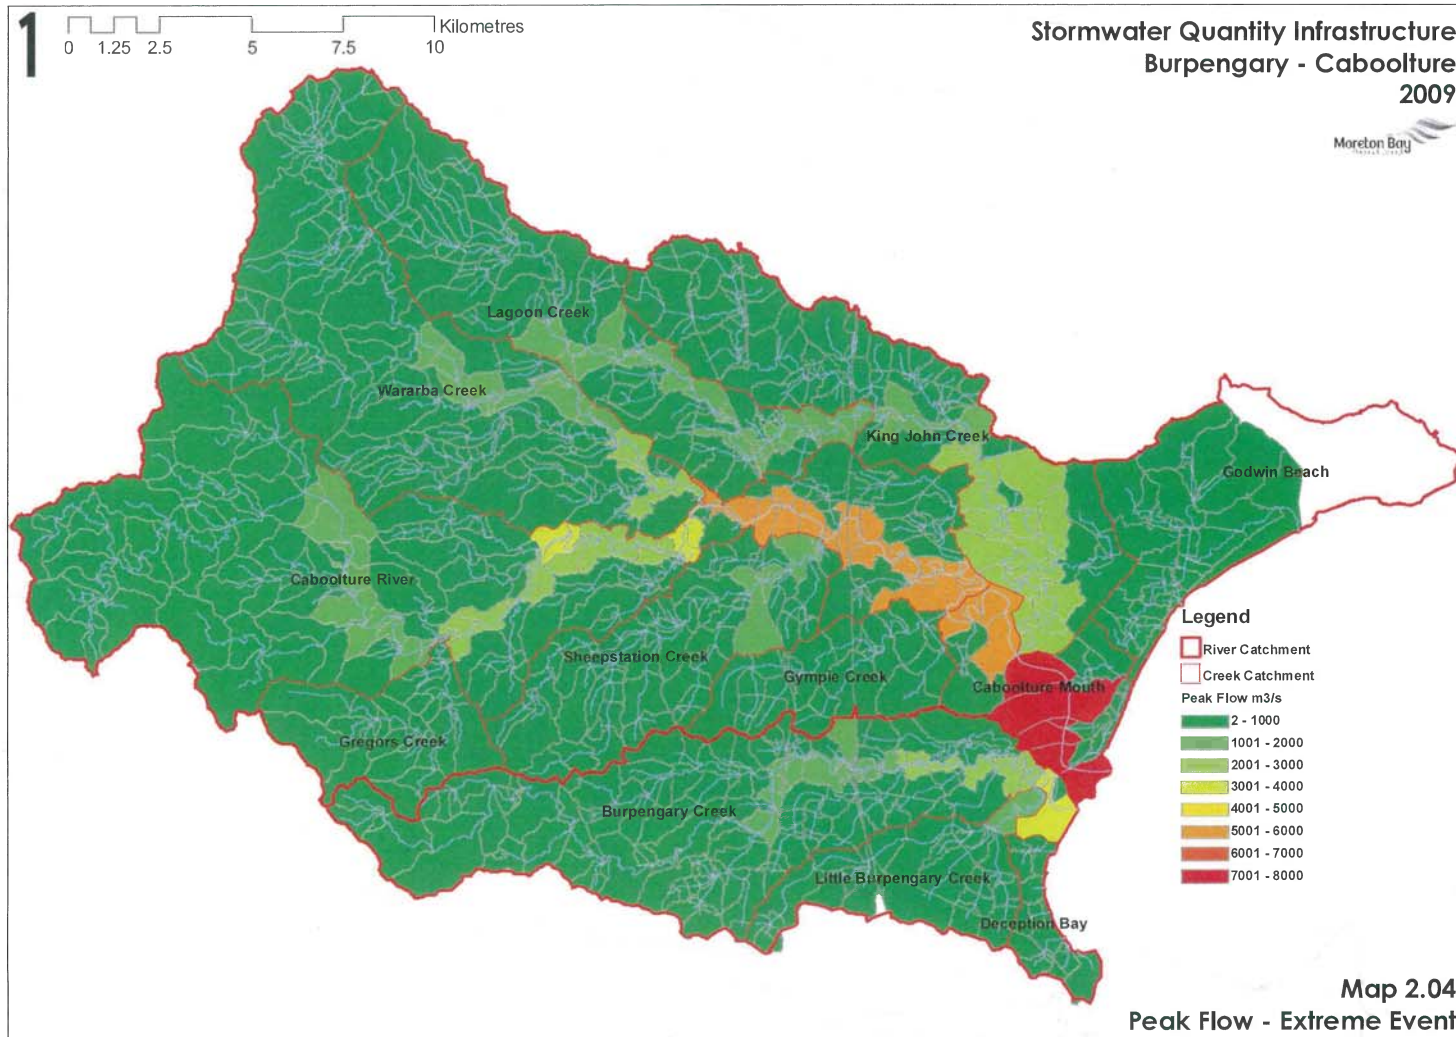 1
Kilometres
0 1.25 2.5 5 7.5 10
Stormwater Quantity Infrastructure
Burpengary - Caboolture
2009
Moreton Bay
Lagoon Creek
Wararba Creek
King John Creek
Godwin Beach
Caboolture River
Sheepstation Creek
Gympie Creek
Caboolture Mouth
Gregors Creek
Burpengary Creek
Little Burpengary Creek
Deception Bay
Legend
River Catchment
Creek Catchment
Peak Flow m3/s
2 - 1000
1001 - 2000
2001 - 3000
3001 - 4000
4001 - 5000
5001 - 6000
6001 - 7000
7001 - 8000
Map 2.04
Peak Flow - Extreme Event